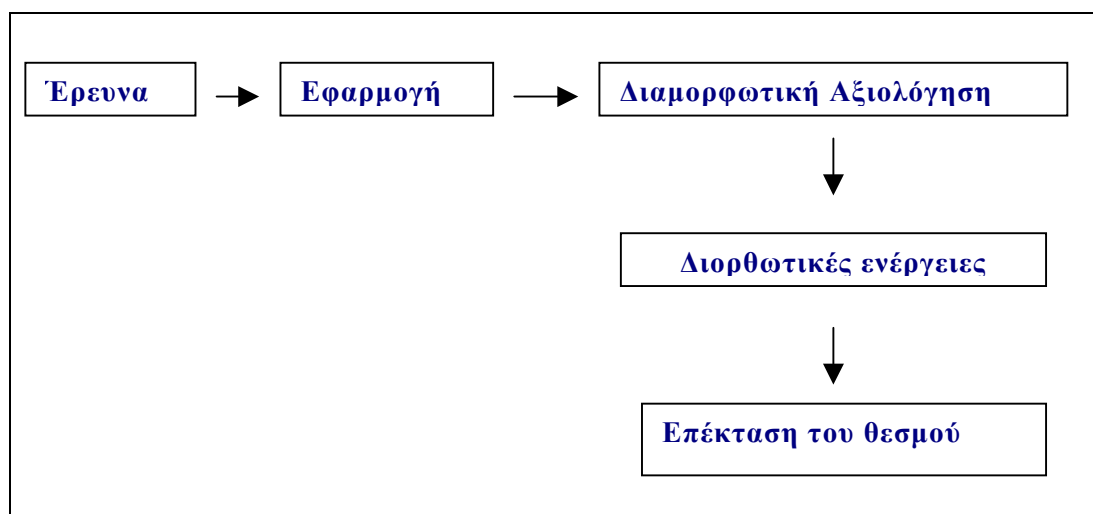 Έρευνα
Εφαρμογή
Διαμορφωτική Αξιολόγηση
Διορθωτικές ενέργειες
Επέκταση του θεσμού